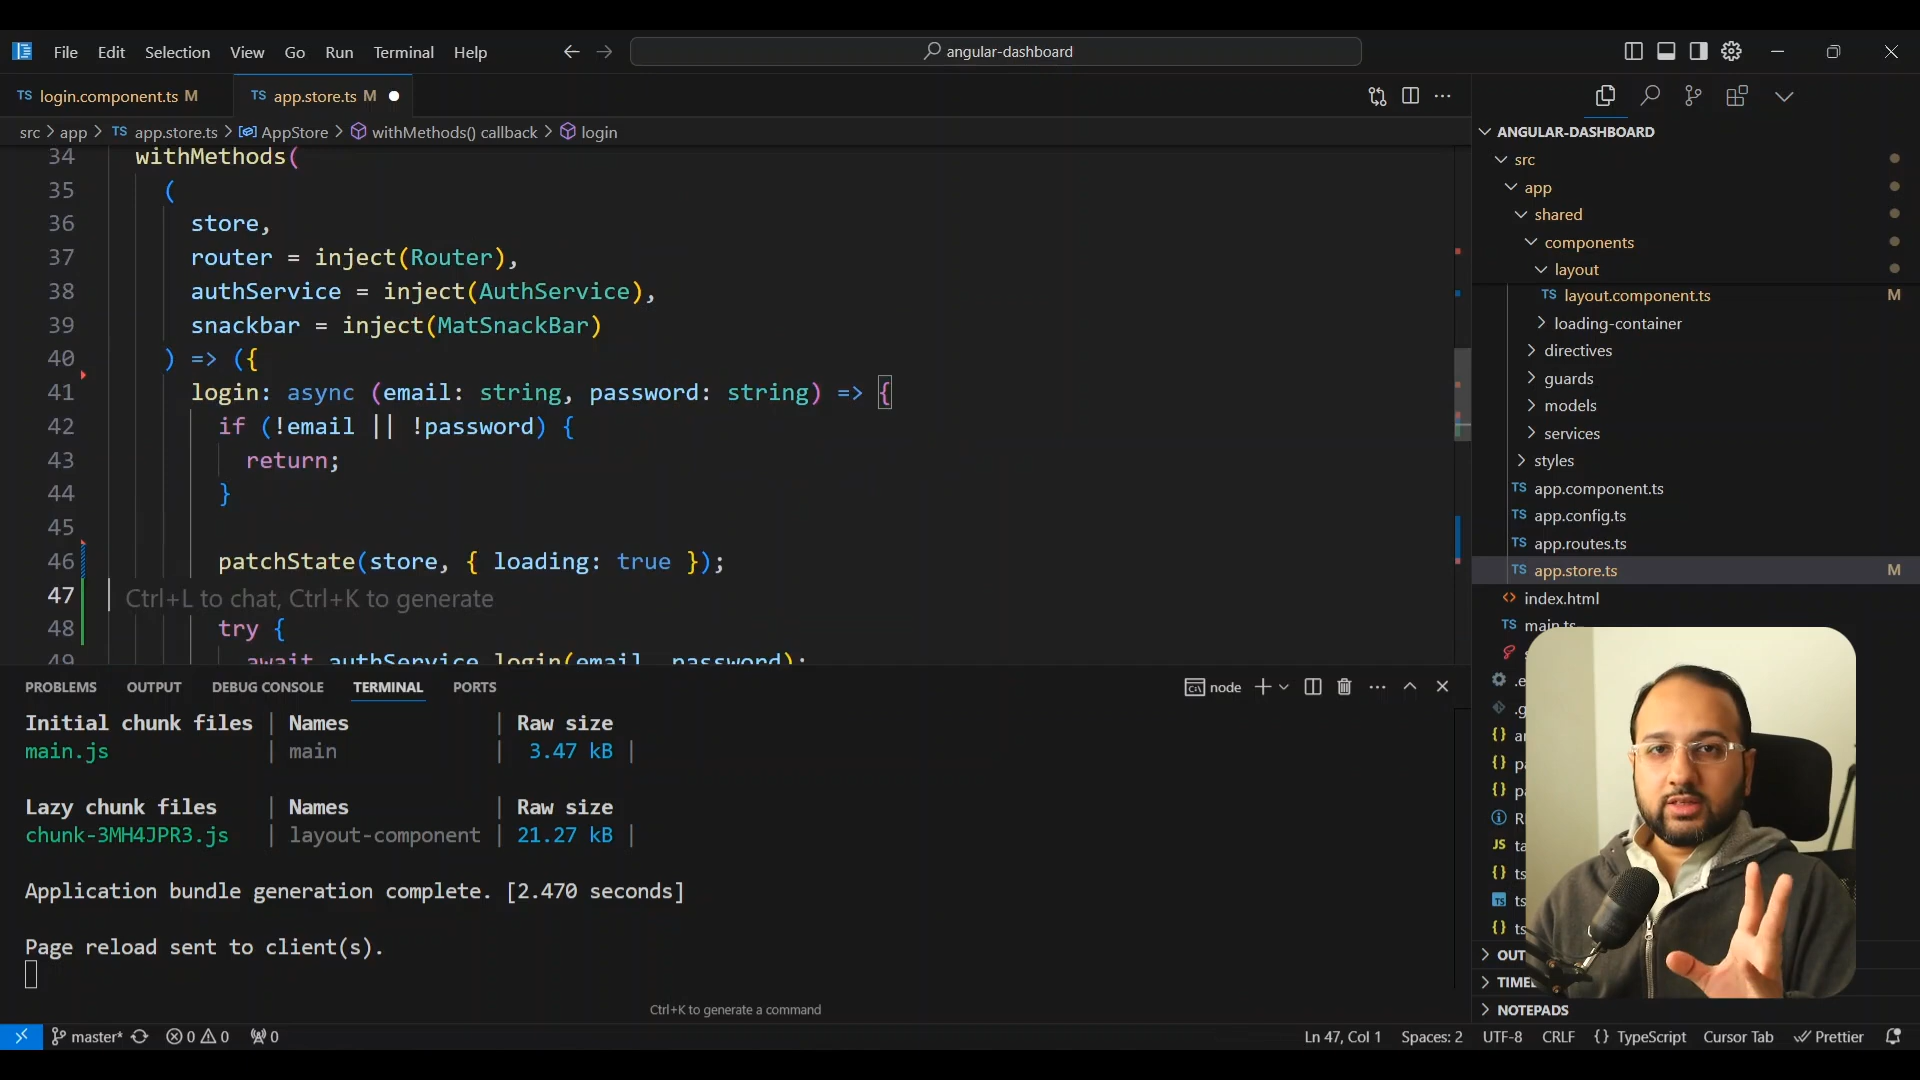 File Edit Selection View Go Run Terminal Help
angular-dashboard
TS login.component.ts M
TS app.store.ts M
src > app > TS app.store.ts > AppStore > withMethods() callback > login
34 withMethods(
35 (
36 store,
37 router = inject(Router),
38 authService = inject(AuthService),
39 snackbar = inject(MatSnackBar)
40 ) => ({
41 login: async (email: string, password: string) => {
42 if (!email || !password) {
43 return;
44 }
45
46 patchState(store, { loading: true });
47 Ctrl+L to chat, Ctrl+K to generate
48 try {
49 await authService.login(email, password);
PROBLEMS OUTPUT DEBUG CONSOLE TERMINAL PORTS
node
Initial chunk files | Names | Raw size
main.js | main | 3.47 kB |
Lazy chunk files | Names | Raw size
chunk-3MH4JPR3.js | layout-component | 21.27 kB |
Application bundle generation complete. [2.470 seconds]
Page reload sent to client(s).
Ctrl+K to generate a command
ANGULAR-DASHBOARD
src
app
shared
components
layout
TS layout.component.ts M
loading-container
directives
guards
models
services
styles
TS app.component.ts
TS app.config.ts
TS app.routes.ts
TS app.store.ts M
<> index.html
TS main.ts
.e
.g
{} a
{} p
{} p
R
JS ta
{} ts
TS ts
{} ts
OUT
TIME
NOTEPADS
master* 0 0 0
Ln 47, Col 1 Spaces: 2 UTF-8 CRLF {} TypeScript Cursor Tab Prettier